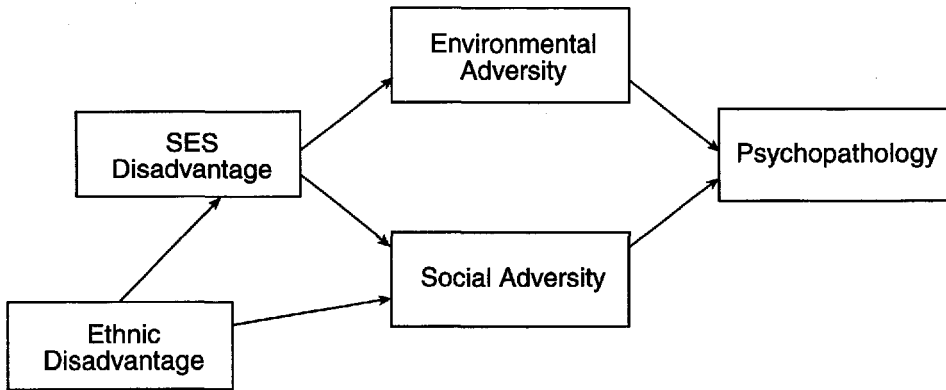 Environmental
Adversity
SES
Disadvantage
Psychopathology
Social Adversity
Ethnic
Disadvantage